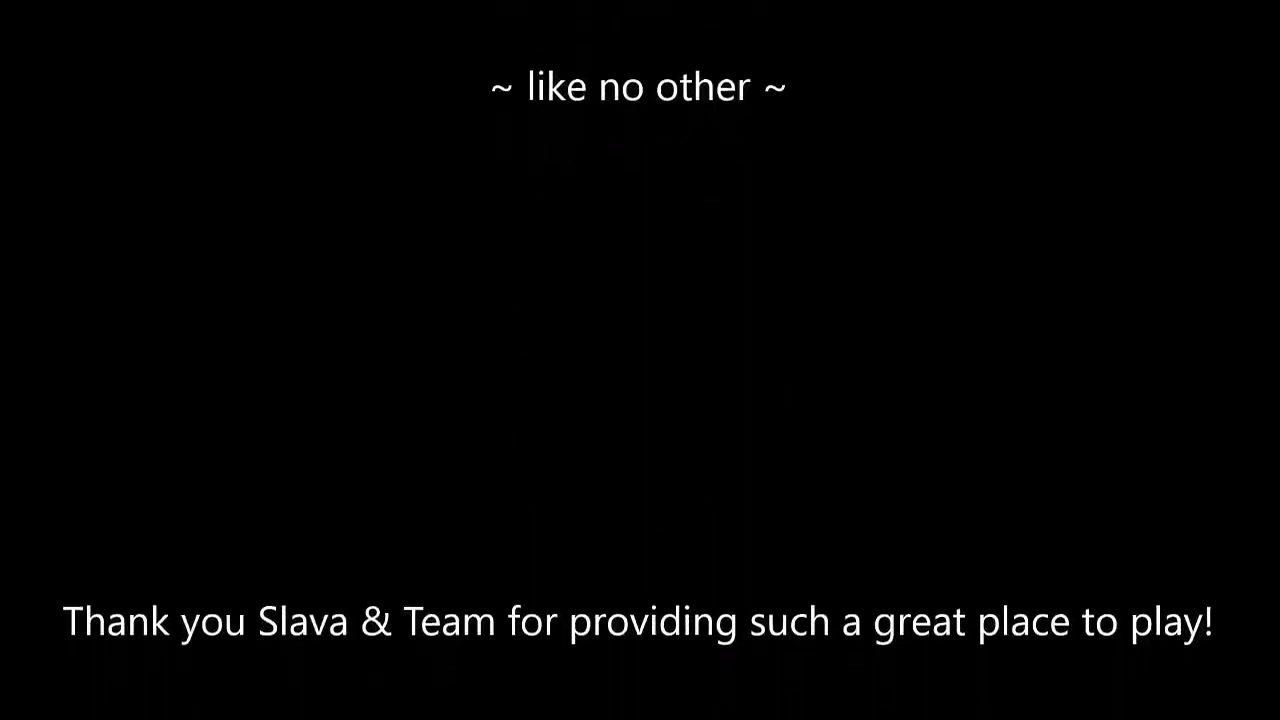 ~ like no other ~
Thank you Slava & Team for providing such a great place to play!